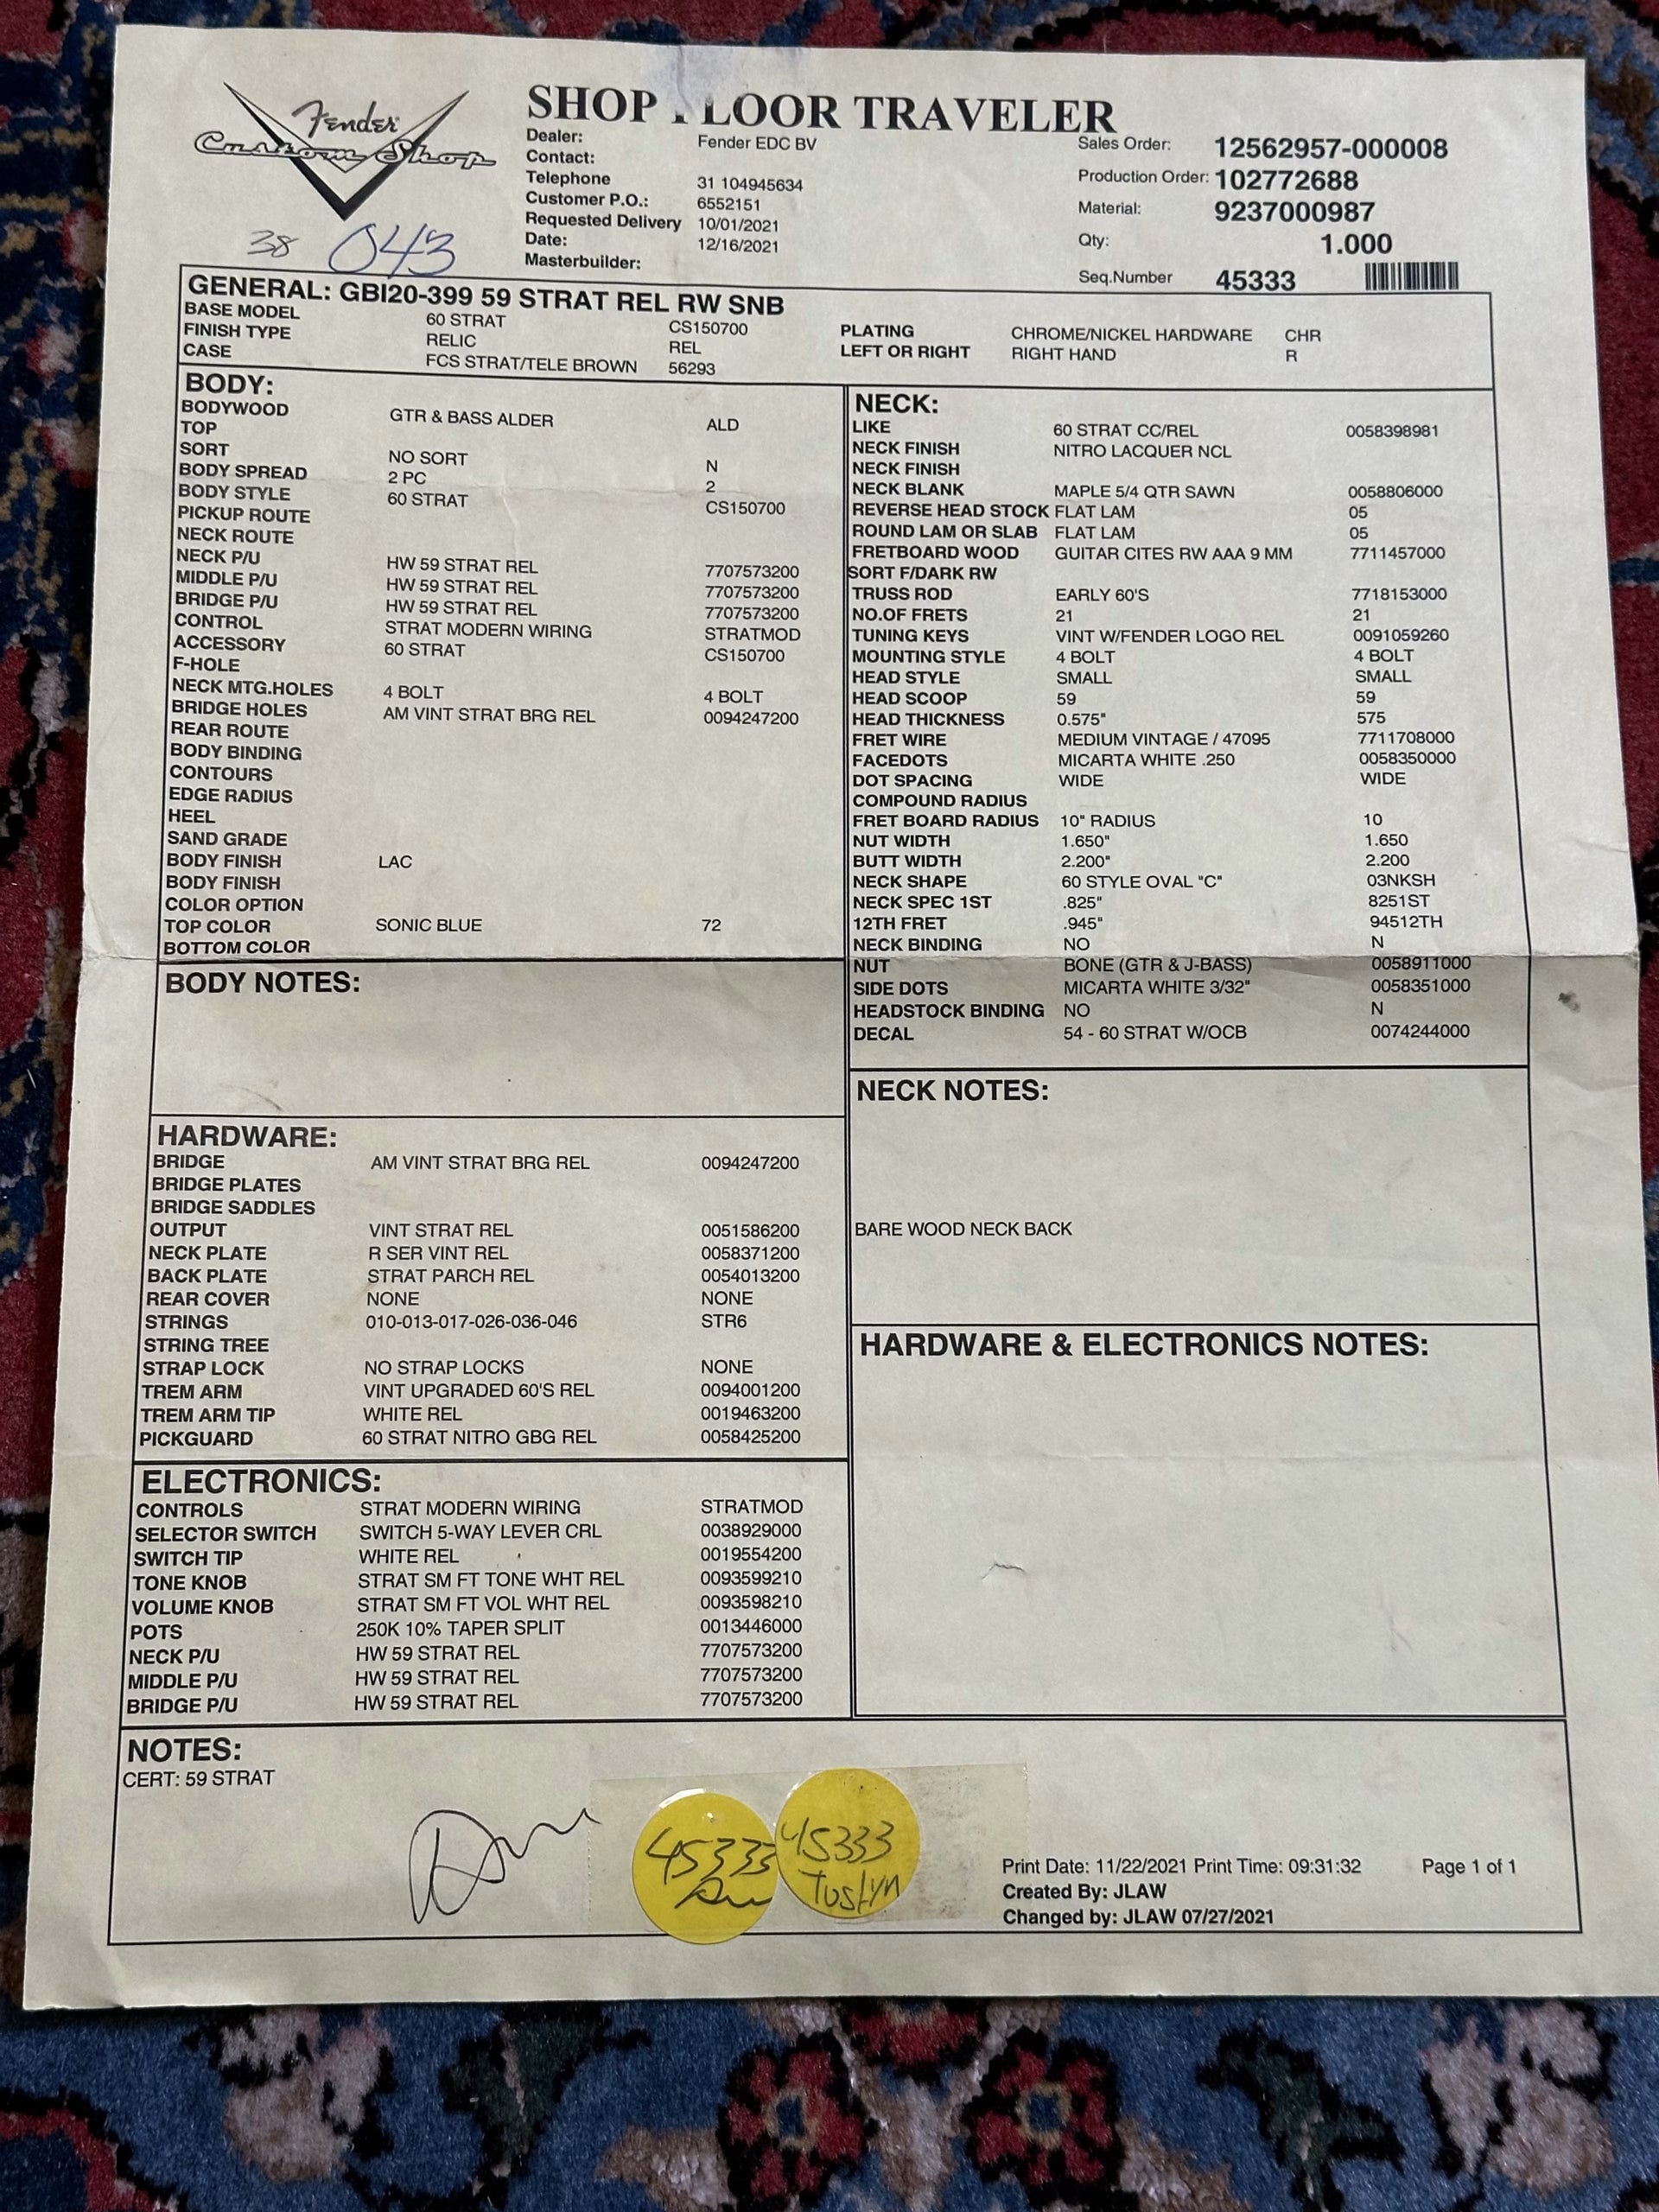 Fender
Custom Shop
SHOP LOOR TRAVELER
Dealer: Fender EDC BV
Contact:
Telephone 31 104945634
Customer P.O.: 6552151
Requested Delivery 10/01/2021
Date: 12/16/2021
Masterbuilder:
Sales Order: 12562957-000008
Production Order: 102772688
Material: 9237000987
Qty: 1.000
Seq.Number 45333
38 043
GENERAL: GBI20-399 59 STRAT REL RW SNB
BASE MODEL 60 STRAT CS150700
FINISH TYPE RELIC REL
CASE FCS STRAT/TELE BROWN 56293
PLATING CHROME/NICKEL HARDWARE CHR
LEFT OR RIGHT RIGHT HAND R
BODY:
BODYWOOD GTR & BASS ALDER ALD
TOP
SORT NO SORT N
BODY SPREAD 2 PC 2
BODY STYLE 60 STRAT CS150700
PICKUP ROUTE
NECK ROUTE
NECK P/U HW 59 STRAT REL 7707573200
MIDDLE P/U HW 59 STRAT REL 7707573200
BRIDGE P/U HW 59 STRAT REL 7707573200
CONTROL STRAT MODERN WIRING STRATMOD
ACCESSORY 60 STRAT CS150700
F-HOLE
NECK MTG.HOLES 4 BOLT 4 BOLT
BRIDGE HOLES AM VINT STRAT BRG REL 0094247200
REAR ROUTE
BODY BINDING
CONTOURS
EDGE RADIUS
HEEL
SAND GRADE
BODY FINISH LAC
BODY FINISH
COLOR OPTION
TOP COLOR SONIC BLUE 72
BOTTOM COLOR
BODY NOTES:
HARDWARE:
BRIDGE AM VINT STRAT BRG REL 0094247200
BRIDGE PLATES
BRIDGE SADDLES
OUTPUT VINT STRAT REL 0051586200
NECK PLATE R SER VINT REL 0058371200
BACK PLATE STRAT PARCH REL 0054013200
REAR COVER NONE NONE
STRINGS 010-013-017-026-036-046 STR6
STRING TREE
STRAP LOCK NO STRAP LOCKS NONE
TREM ARM VINT UPGRADED 60'S REL 0094001200
TREM ARM TIP WHITE REL 0019463200
PICKGUARD 60 STRAT NITRO GBG REL 0058425200
ELECTRONICS:
CONTROLS STRAT MODERN WIRING STRATMOD
SELECTOR SWITCH SWITCH 5-WAY LEVER CRL 0038929000
SWITCH TIP WHITE REL 0019554200
TONE KNOB STRAT SM FT TONE WHT REL 0093599210
VOLUME KNOB STRAT SM FT VOL WHT REL 0093598210
POTS 250K 10% TAPER SPLIT 0013446000
NECK P/U HW 59 STRAT REL 7707573200
MIDDLE P/U HW 59 STRAT REL 7707573200
BRIDGE P/U HW 59 STRAT REL 7707573200
NECK:
LIKE 60 STRAT CC/REL 0058398981
NECK FINISH NITRO LACQUER NCL
NECK FINISH
NECK BLANK MAPLE 5/4 QTR SAWN 0058806000
REVERSE HEAD STOCK FLAT LAM 05
ROUND LAM OR SLAB FLAT LAM 05
FRETBOARD WOOD GUITAR CITES RW AAA 9 MM 7711457000
SORT F/DARK RW
TRUSS ROD EARLY 60'S 7718153000
NO.OF FRETS 21 21
TUNING KEYS VINT W/FENDER LOGO REL 0091059260
MOUNTING STYLE 4 BOLT 4 BOLT
HEAD STYLE SMALL SMALL
HEAD SCOOP 59 59
HEAD THICKNESS 0.575" 575
FRET WIRE MEDIUM VINTAGE / 47095 7711708000
FACEDOTS MICARTA WHITE .250 0058350000
DOT SPACING WIDE WIDE
COMPOUND RADIUS
FRET BOARD RADIUS 10" RADIUS 10
NUT WIDTH 1.650" 1.650
BUTT WIDTH 2.200" 2.200
NECK SHAPE 60 STYLE OVAL "C" 03NKSH
NECK SPEC 1ST .825" 8251ST
12TH FRET .945" 94512TH
NECK BINDING NO N
NUT BONE (GTR & J-BASS) 0058911000
SIDE DOTS MICARTA WHITE 3/32" 0058351000
HEADSTOCK BINDING NO N
DECAL 54 - 60 STRAT W/OCB 0074244000
NECK NOTES:
BARE WOOD NECK BACK
HARDWARE & ELECTRONICS NOTES:
NOTES:
CERT: 59 STRAT
45333
45333
Print Date: 11/22/2021 Print Time: 09:31:32 Page 1 of 1
Created By: JLAW
Changed by: JLAW 07/27/2021